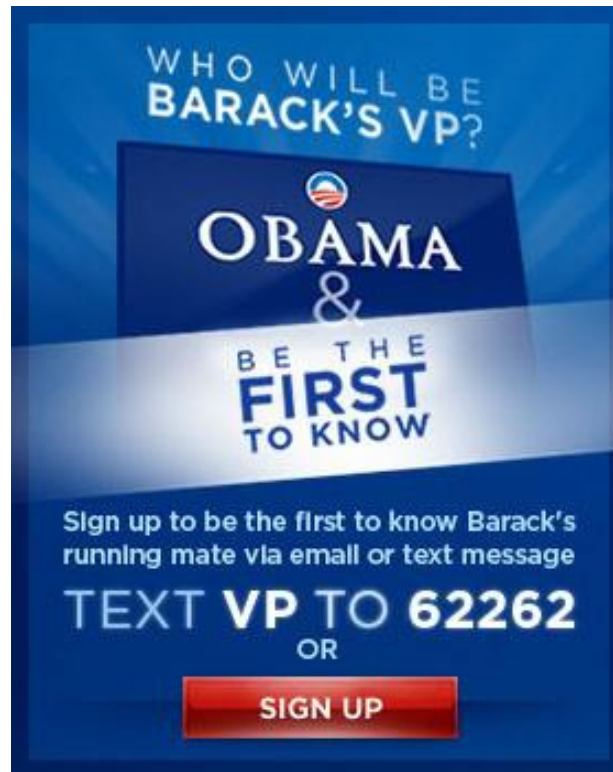 WHO WILL BE
BARACK'S VP?
OBAMA
&
BE THE
FIRST
TO KNOW
Sign up to be the first to know Barack's
running mate via email or text message
TEXT VP TO 62262
OR
SIGN UP